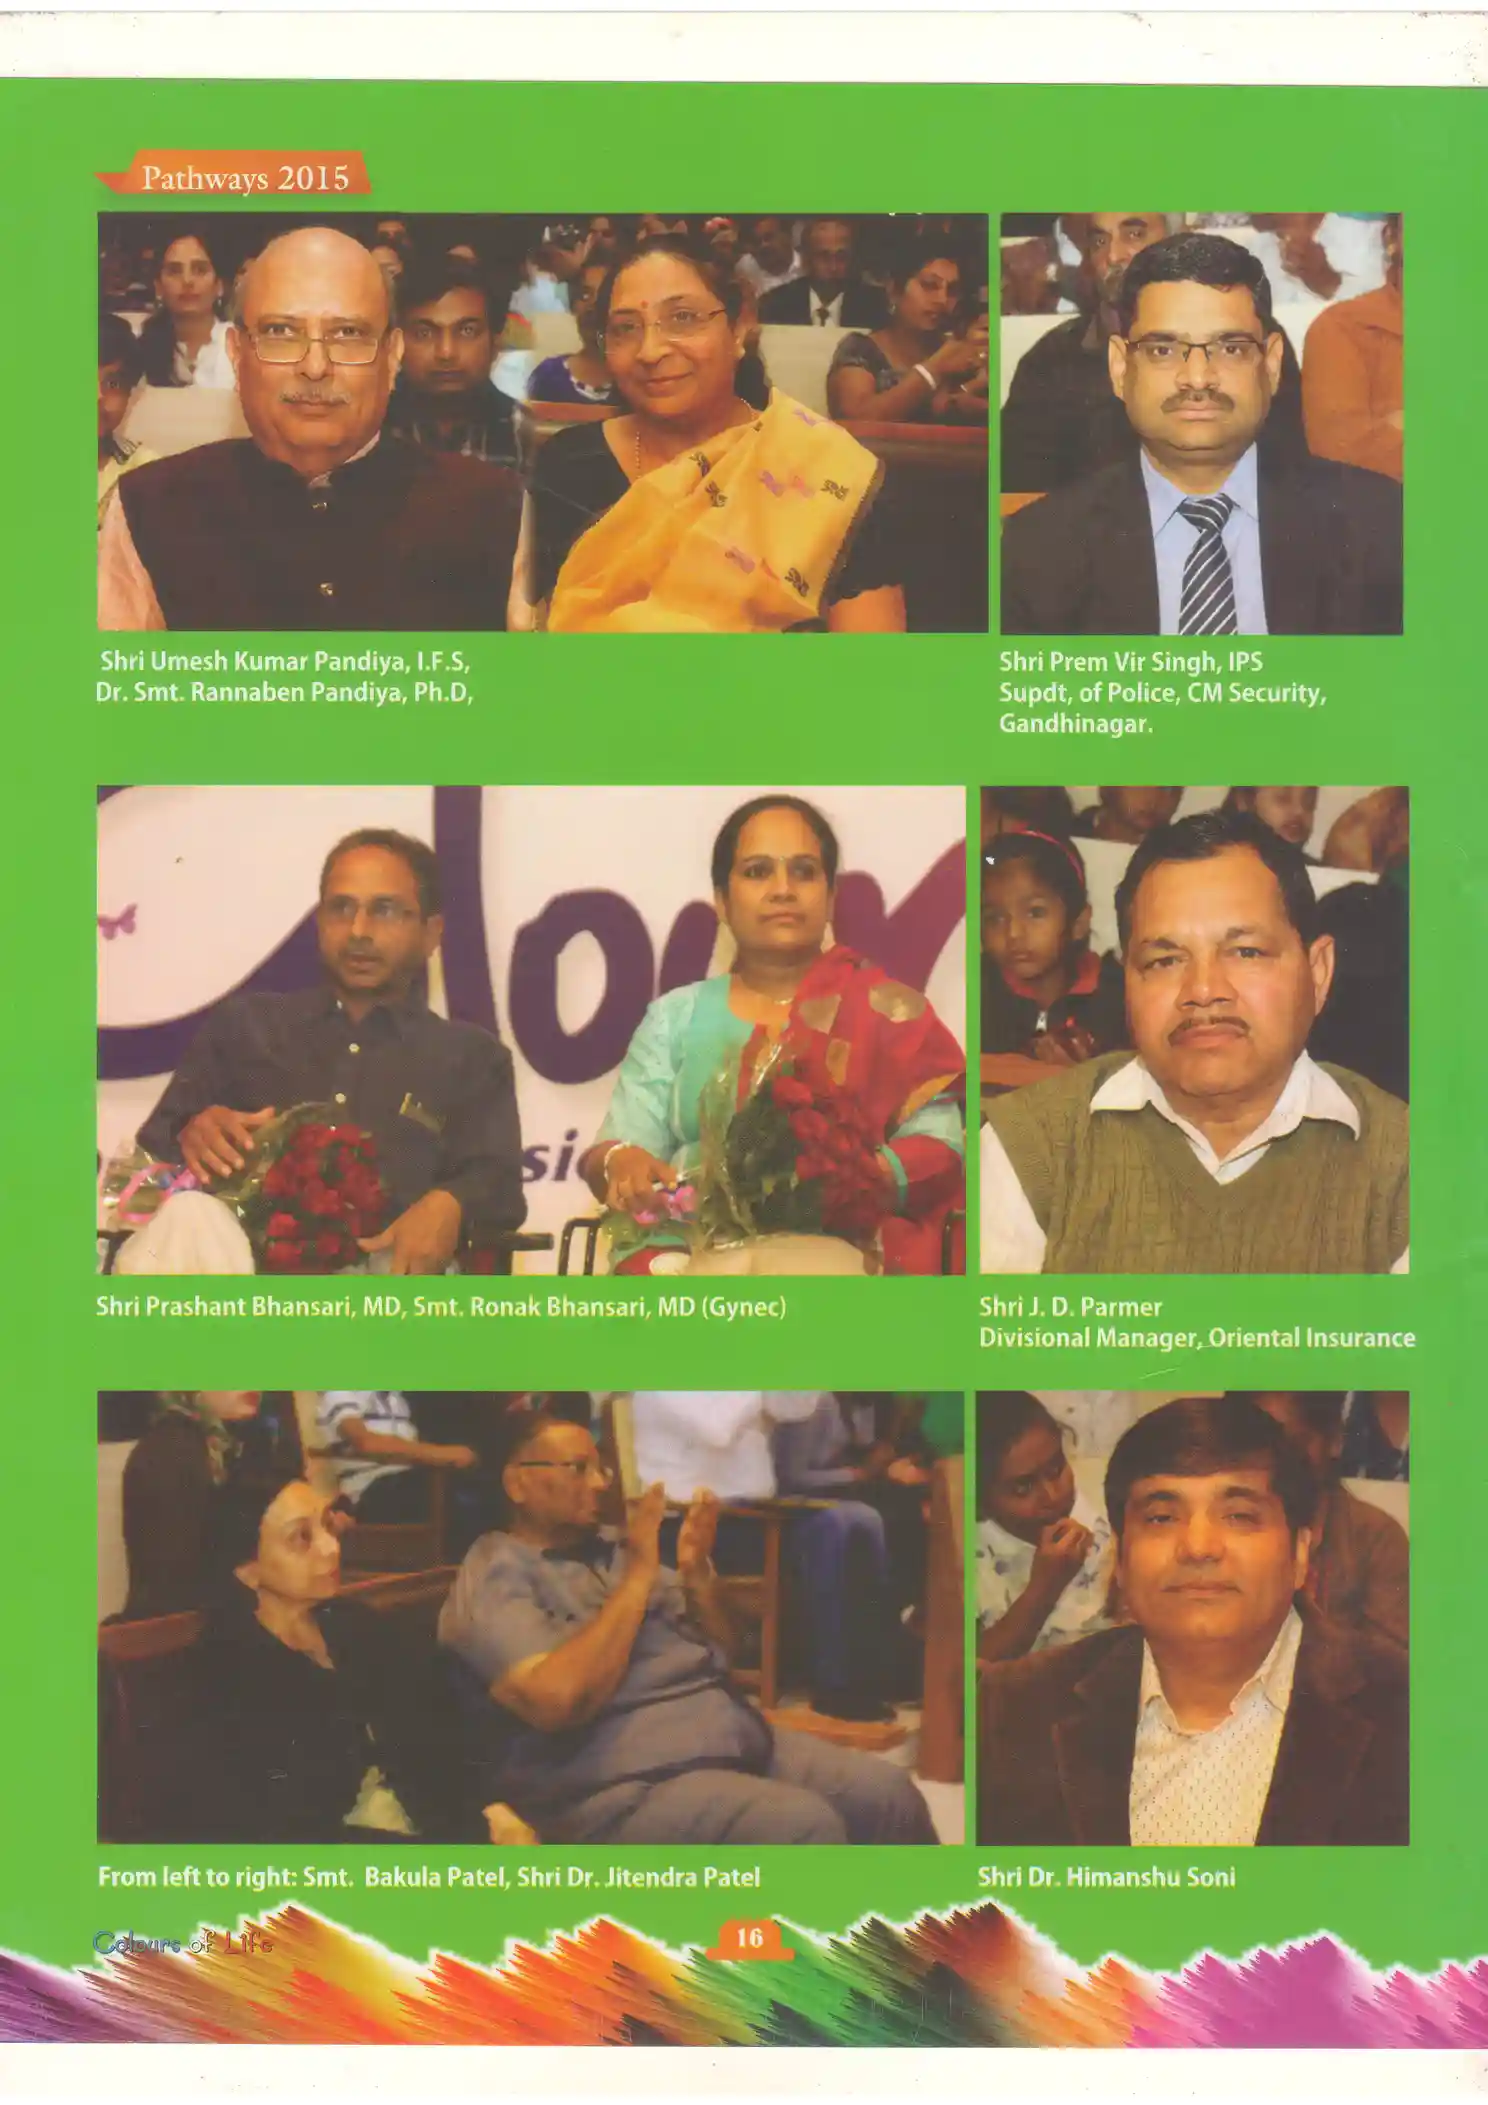 Pathways 2015
Shri Umesh Kumar Pandiya, I.F.S,
Dr. Smt. Rannaben Pandiya, Ph.D,
Shri Prem Vir Singh, IPS
Supdt, of Police, CM Security,
Gandhinagar.
Shri Prashant Bhansari, MD, Smt. Ronak Bhansari, MD (Gynec)
Shri J. D. Parmer
Divisional Manager, Oriental Insurance
From left to right: Smt. Bakula Patel, Shri Dr. Jitendra Patel
Shri Dr. Himanshu Soni
Colours of Life
16